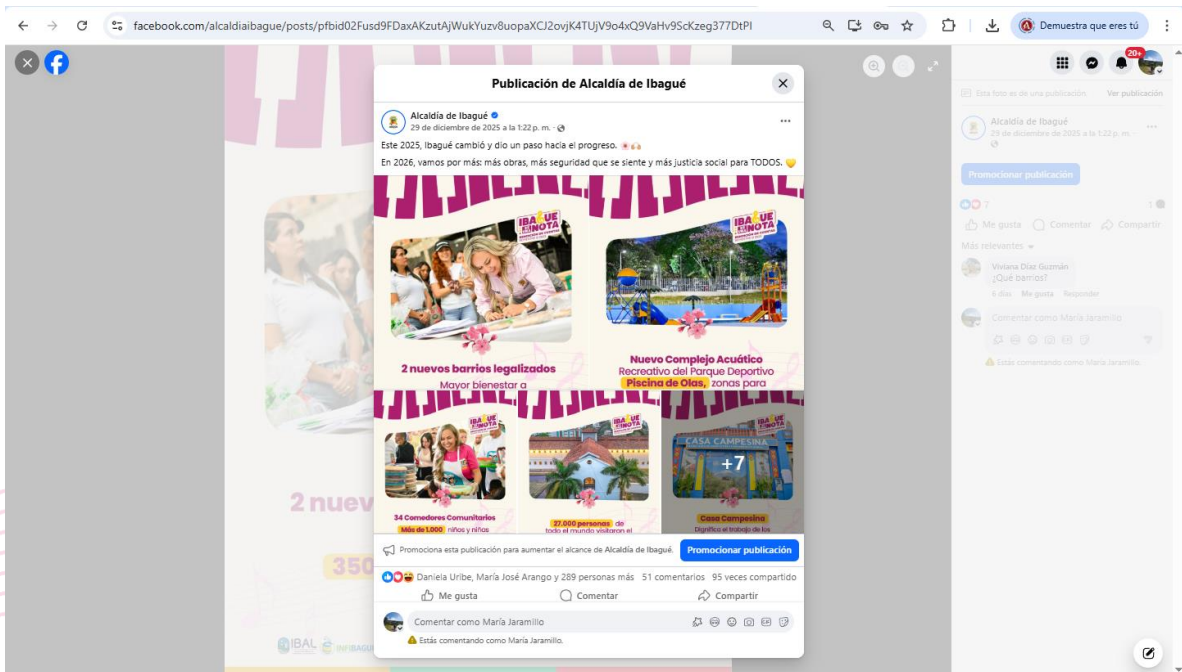 facebook.com/alcaldiaibague/posts/pfbid02Fusd9FDaxAKzutAjWukYuzv8uopaXCJ2ovjK4TUjV9o4xQ9VaHv9ScKzeg377DtPl
Demuestra que eres tú
20+
Publicación de Alcaldía de Ibagué
Alcaldía de Ibagué
29 de diciembre de 2025 a la 1:22 p. m.
Este 2025, Ibagué cambió y dio un paso hacia el progreso.
En 2026, vamos por más: más obras, más seguridad que se siente y más justicia social para TODOS.
2 nuevos barrios legalizados
Mayor bienestar a
Nuevo Complejo Acuático
Recreativo del Parque Deportivo
Piscina de Olas, zonas para
34 Comedores Comunitarios
Más de 1.000 niños y niñas
27.000 personas de
todo el mundo visitaron el
CASA CAMPESINA
+7
Casa Campesina
Dignifica el trabajo de los
Promociona esta publicación para aumentar el alcance de Alcaldía de Ibagué.
Promocionar publicación
Daniela Uribe, María José Arango y 289 personas más
51 comentarios
95 veces compartido
Me gusta
Comentar
Compartir
Comentar como María Jaramillo
Estás comentando como María Jaramillo.
2 nuev
350
IBAL
Esta foto es de una publicación
Ver publicación
Alcaldía de Ibagué
29 de diciembre de 2025 a la 1:22 p. m.
Promocionar publicación
7
1
Me gusta
Comentar
Compartir
Más relevantes
Viviana Díaz Guzmán
¿Qué barrios?
6 días
Me gusta
Responder
Comentar como María Jaramillo
Estás comentando como María Jaramillo.